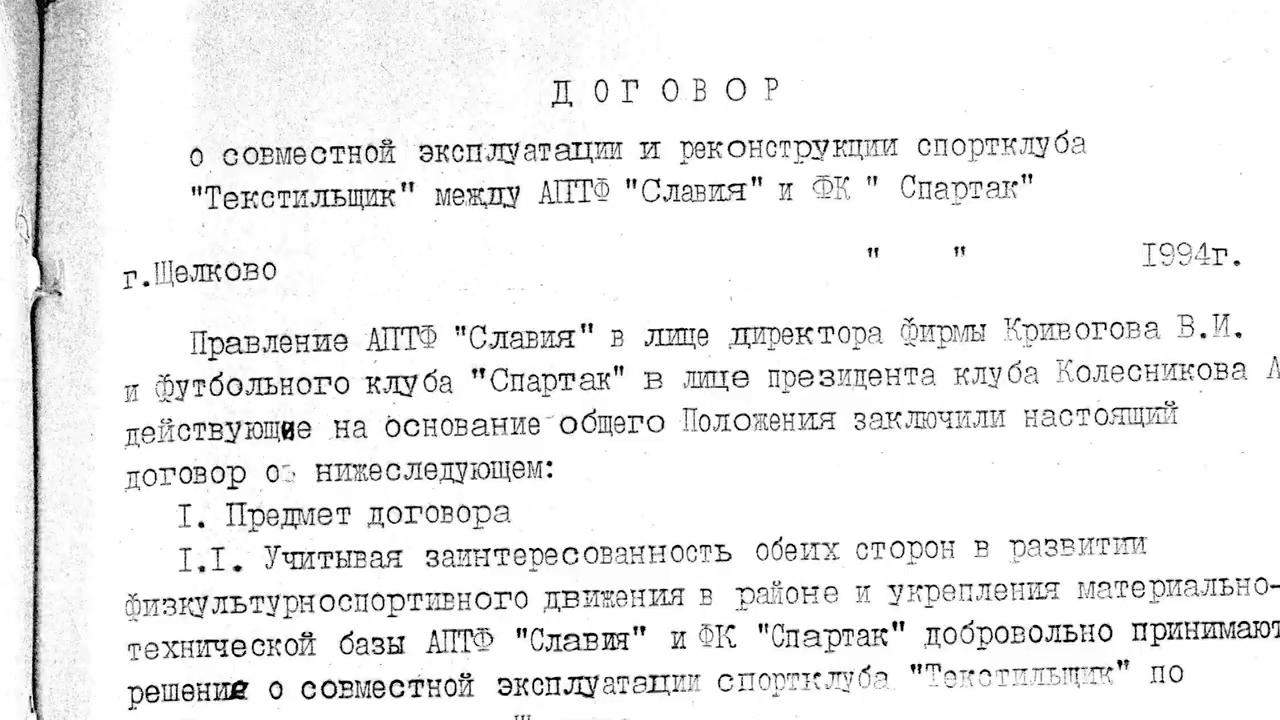 Д О Г О В О Р
о совместной эксплуатации и реконструкции спортклуба
"Текстильщик" между АПТФ "Славия" и ФК " Спартак"
г.Щелково " " 1994г.
Правление АПТФ "Славия" в лице директора фирмы Кривогова В.И.
и футбольного клуба "Спартак" в лице президента клуба Колесникова А
действующие на основание общего Положения заключили настоящий
договор о нижеследующем:
I. Предмет договора
I.I. Учитывая заинтересованность обеих сторон в развитии
физкультурноспортивного движения в районе и укрепления материально-
технической базы АПТФ "Славия" и ФК "Спартак" добровольно принимают
решение о совместной эксплуатации спортклуба "Текстильщик" по